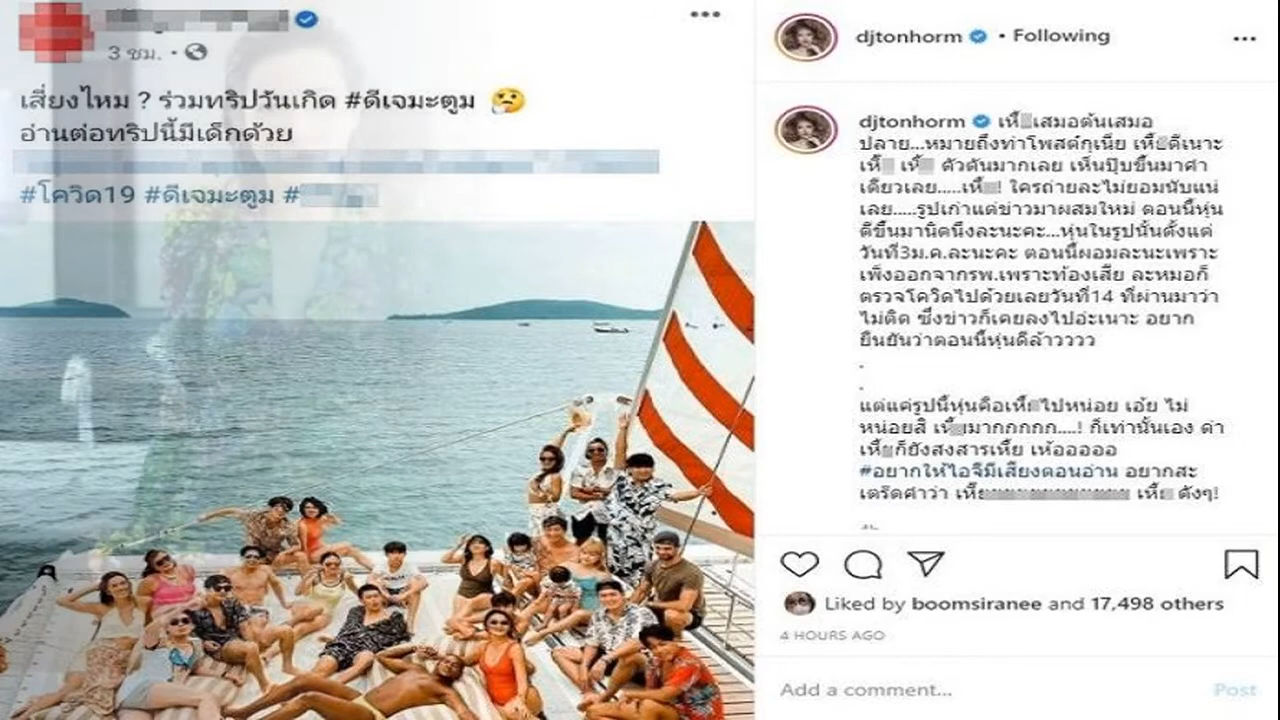 3 ชม.
เสี่ยงไหม ? ร่วมทริปวันเกิด #ดีเจมะตูม
อ่านต่อทริปนี้มีเด็กด้วย
#โควิด19 #ดีเจมะตูม #
djtonhorm • Following
djtonhorm เหี้ เสมอต้นเสมอ
ปลาย...หมายถึงทำโพสต์กูเนี่ย เหี้ ดีเนาะ
เหี้ เหี้ ตัวตันมากเลย เห็นปุ๊บขึ้นมาคำ
เดียวเลย.....เหี้ ! ใครถ่ายละไม่ยอมนับแน่
เลย.....รูปเก่าแต่ข่าวมาผสมใหม่ ตอนนี้หุ่น
ดีขึ้นมานิดนึงละนะคะ...หุ่นในรูปนั้นตั้งแต่
วันที่3ม.ค.ละนะคะ ตอนนี้ผอมละนะเพราะ
เพิ่งออกจากรพ.เพราะท้องเสีย ละหมอก็
ตรวจโควิดไปด้วยเลยวันที่14 ที่ผ่านมาว่า
ไม่ติด ซึ่งข่าวก็เคยลงไปอ่ะเนาะ อยาก
ยืนยันว่าตอนนี้หุ่นดีล้าวววว
.
.
แต่แค่รูปนี้หุ่นคือเหี้ ไปหน่อย เอ้ย ไม่
หน่อยสิ เหี้ มากกกกก....! ก็เท่านั้นเอง ด่า
เหี้ ก็ยังสงสารเหี้ย เห้ออออออ
#อยากให้ไอจีมีเสียงตอนอ่าน อยากสะ
เตรัดคำว่า เหี้ เหี้ ดังๆ!
Liked by boomsiranee and 17,498 others
4 HOURS AGO
Add a comment... Post